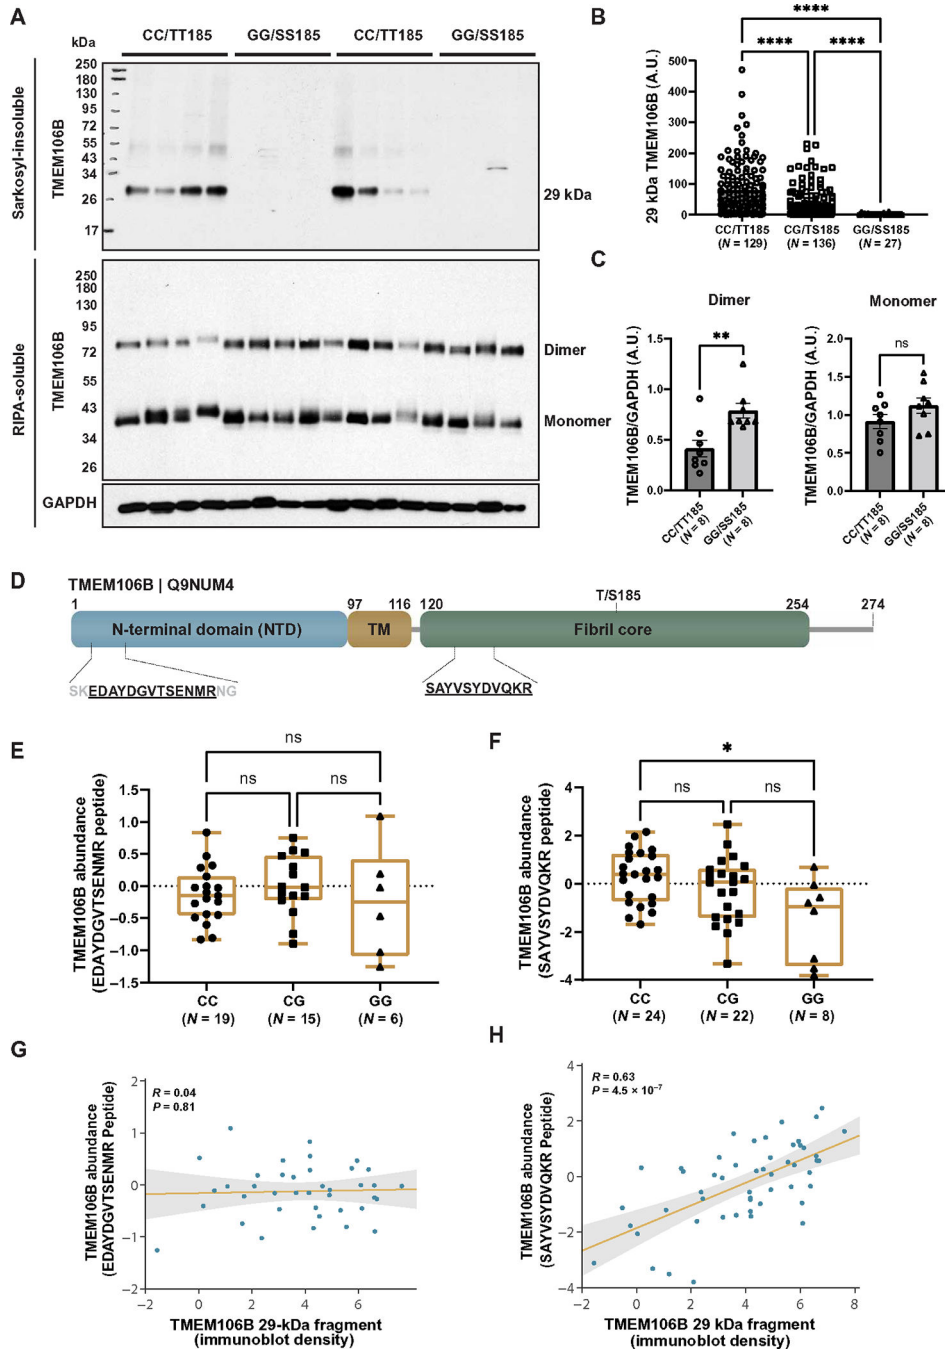 A
kDa
CC/TT185 GG/SS185 CC/TT185 GG/SS185
Sarkosyl-insoluble
TMEM106B
250
180
130
95
72
55
43
34
26
17
29 kDa
RIPA-soluble
TMEM106B
250
180
130
95
72
55
43
34
26
Dimer
Monomer
GAPDH
B
****
**** ****
29 kDa TMEM106B (A.U.)
500
400
300
200
100
0
CC/TT185 CG/TS185 GG/SS185
(N = 129) (N = 136) (N = 27)
C
Dimer
TMEM106B/GAPDH (A.U.)
1.5
1.0
0.5
0.0
**
CC/TT185
(N = 8)
GG/SS185
(N = 8)
Monomer
TMEM106B/GAPDH (A.U.)
2.0
1.5
1.0
0.5
0.0
ns
CC/TT185
(N = 8)
GG/SS185
(N = 8)
D
TMEM106B | Q9NUM4
T/S185
1 97 116 120 254 274
N-terminal domain (NTD) TM Fibril core
SKEDAYDGVTSENMRNG
SAYVSYDVQKR
E
ns
ns ns
TMEM106B abundance
(EDAYDGVTSENMR peptide)
1.5
1.0
0.5
0.0
−0.5
−1.0
−1.5
CC CG GG
(N = 19) (N = 15) (N = 6)
F
*
ns ns
TMEM106B abundance
(SAYVSYDVQKR peptide)
4
2
0
−2
−4
CC CG GG
(N = 24) (N = 22) (N = 8)
G
R = 0.04
P = 0.81
TMEM106B abundance
(EDAYDGVTSENMR Peptide)
2
1
0
−1
−2
−2 0 2 4 6
TMEM106B 29-kDa fragment
(immunoblot density)
H
R = 0.63
P = 4.5 × 10⁻⁷
TMEM106B abundance
(SAYVSYDVQKR Peptide)
4
2
0
−2
−4
−2 0 2 4 6 8
TMEM106B 29 kDa fragment
(immunoblot density)